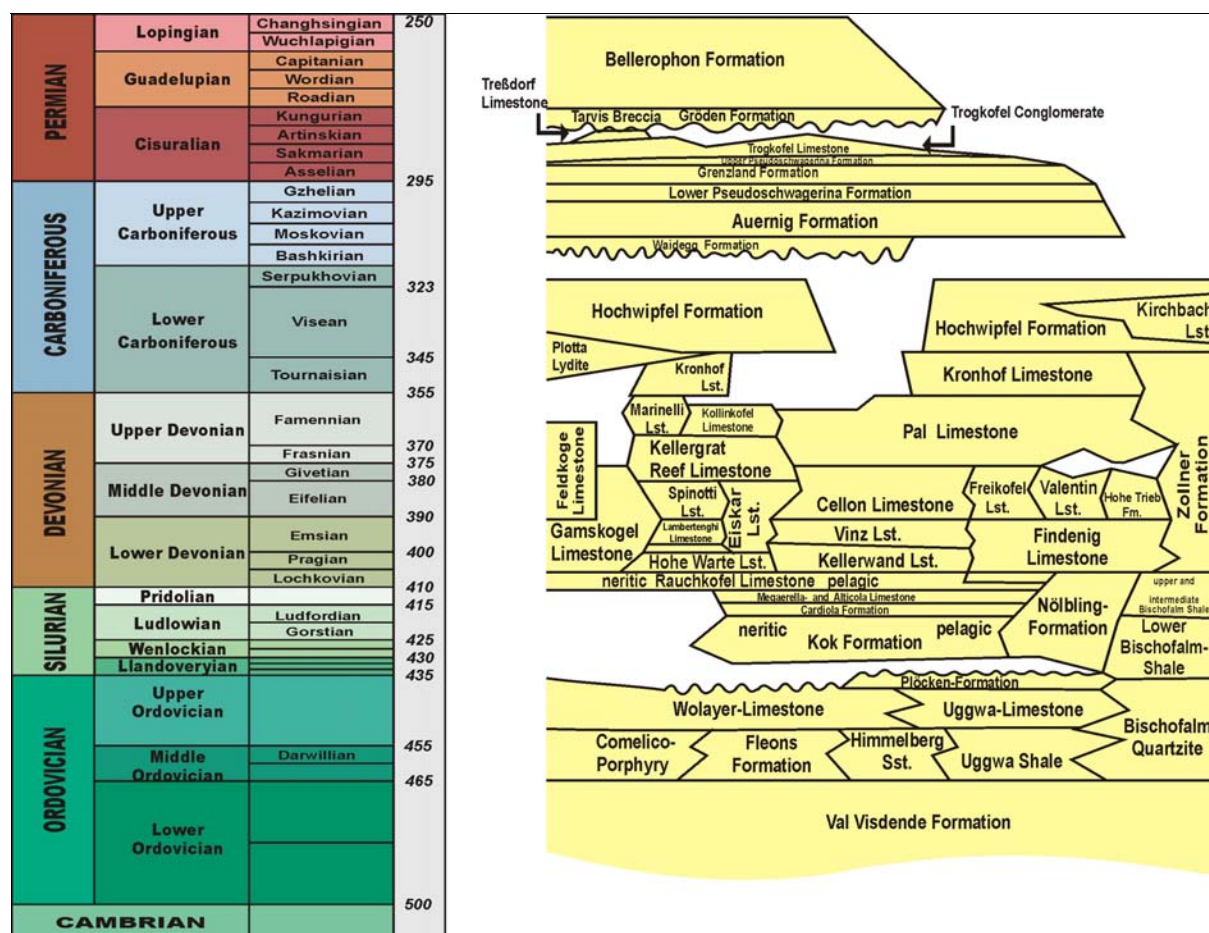 PERMIAN
CARBONIFEROUS
DEVONIAN
SILURIAN
ORDOVICIAN
CAMBRIAN
Lopingian
Guadelupian
Cisuralian
Upper
Carboniferous
Lower
Carboniferous
Upper Devonian
Middle Devonian
Lower Devonian
Pridolian
Ludlowian
Wenlockian
Llandoveryian
Upper
Ordovician
Middle
Ordovician
Lower
Ordovician
Changhsingian
Wuchlapigian
Capitanian
Wordian
Roadian
Kungurian
Artinskian
Sakmarian
Asselian
Gzhelian
Kazimovian
Moskovian
Bashkirian
Serpukhovian
Visean
Tournaisian
Famennian
Frasnian
Givetian
Eifelian
Emsian
Pragian
Lochkovian
Ludfordian
Gorstian
Darwillian
250
295
323
345
355
370
375
380
390
400
410
415
425
430
435
455
465
500
Bellerophon Formation
Treßdorf
Limestone
Tarvis Breccia
Gröden Formation
Trogkofel Conglomerate
Trogkofel Limestone
Upper Pseudoschwagerina Formation
Grenzland Formation
Lower Pseudoschwagerina Formation
Auernig Formation
Waidegg Formation
Hochwipfel Formation
Hochwipfel Formation
Kirchbach
Lst.
Plotta
Lydite
Kronhof
Lst.
Kronhof Limestone
Marinelli
Lst.
Kollinkofel
Limestone
Pal Limestone
Feldkoge
Limestone
Kellergrat
Reef Limestone
Zollner
Formation
Spinotti
Lst.
Eiskar
Lst.
Cellon Limestone
Freikofel
Lst.
Valentin
Lst.
Hohe Trieb
Fm.
Gamskogel
Limestone
Lambertenghi
Limestone
Vinz Lst.
Findenig
Limestone
Hohe Warte Lst.
Kellerwand Lst.
neritic Rauchkofel Limestone pelagic
Megaerella- and Alticola Limestone
Cardiola Formation
neritic
Kok Formation
pelagic
Nölbling-
Formation
upper and
intermediate
Bischofalm Shale
Lower
Bischofalm-
Shale
Plöcken-Formation
Wolayer-Limestone
Uggwa-Limestone
Bischofalm
Quartzite
Comelico-
Porphyry
Fleons
Formation
Himmelberg
Sst.
Uggwa Shale
Val Visdende Formation